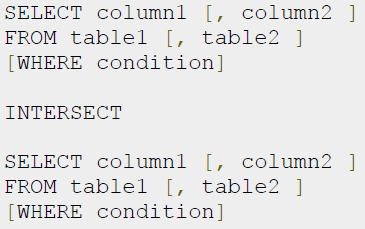 SELECT column1 [, column2 ]
FROM table1 [, table2 ]
[WHERE condition]
INTERSECT
SELECT column1 [, column2 ]
FROM table1 [, table2 ]
[WHERE condition]